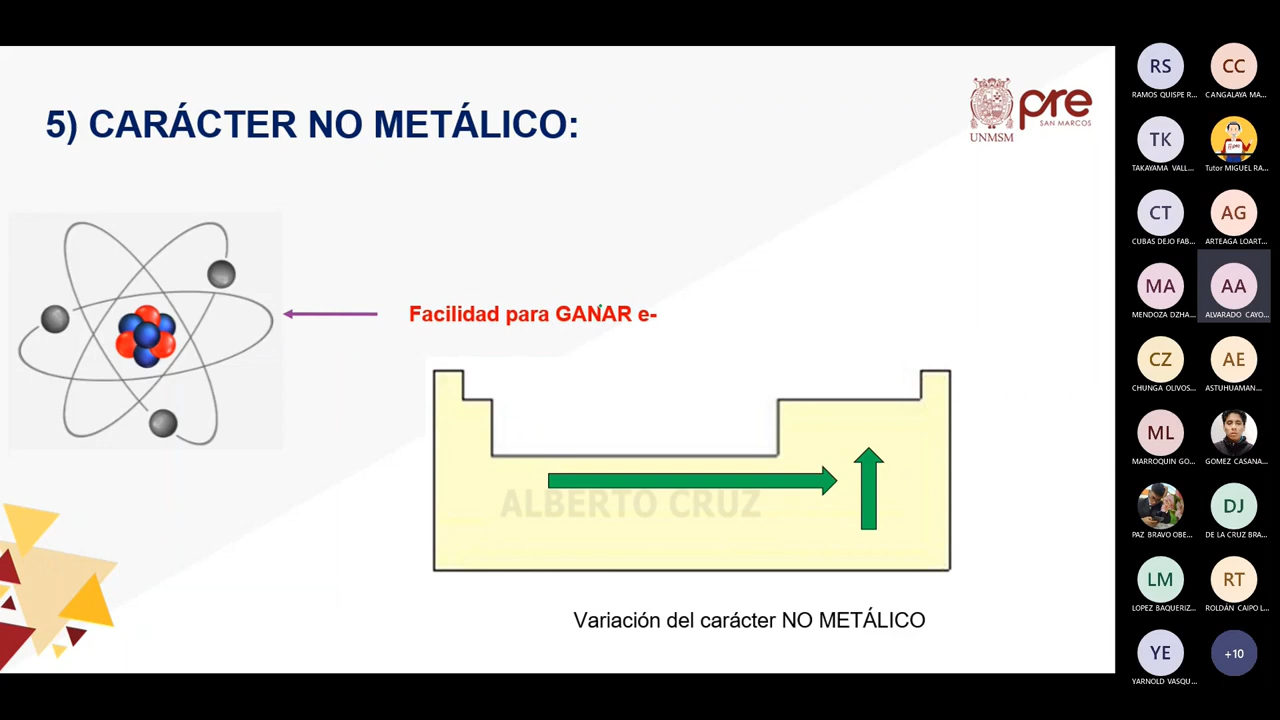 5) CARÁCTER NO METÁLICO:
UNMSM
pre
SAN MARCOS
Facilidad para GANAR e-
ALBERTO CRUZ
Variación del carácter NO METÁLICO
RS
CC
RAMOS QUISPE R...
CANGALAYA MA...
TK
TAKAYAMA VALL...
Tutor MIGUEL RA...
CT
AG
CUBAS DEJO FAB...
ARTEAGA LOART...
MA
AA
MENDOZA DZHA...
ALVARADO CAYO...
CZ
AE
CHUNGA OLIVOS...
ASTUHUAMAN...
ML
MARROQUIN GO...
GOMEZ CASANA...
DJ
PAZ BRAVO OBE...
DE LA CRUZ BRA...
LM
RT
LOPEZ BAQUERIZ...
ROLDÁN CAIPO L...
YE
+10
YARNOLD VASQU...